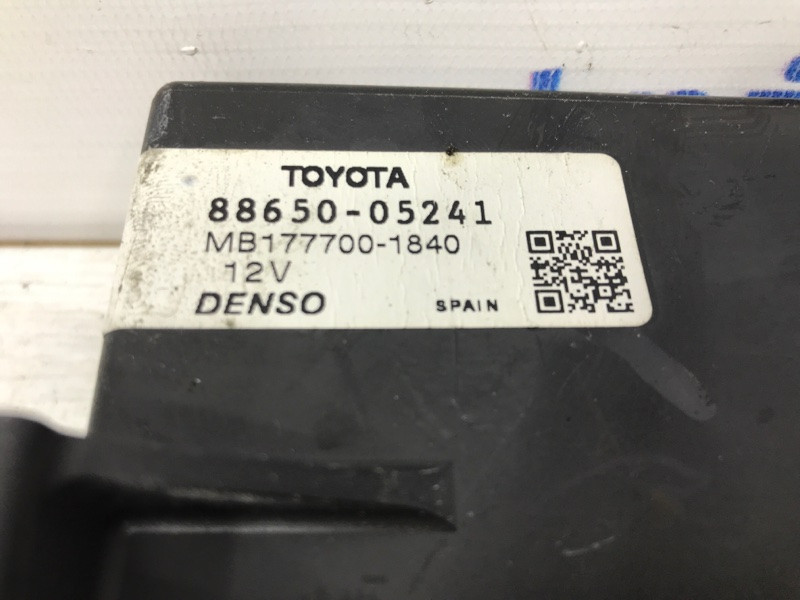 TOYOTA
88650-05241
MB177700-1840
12V
DENSO SPAIN